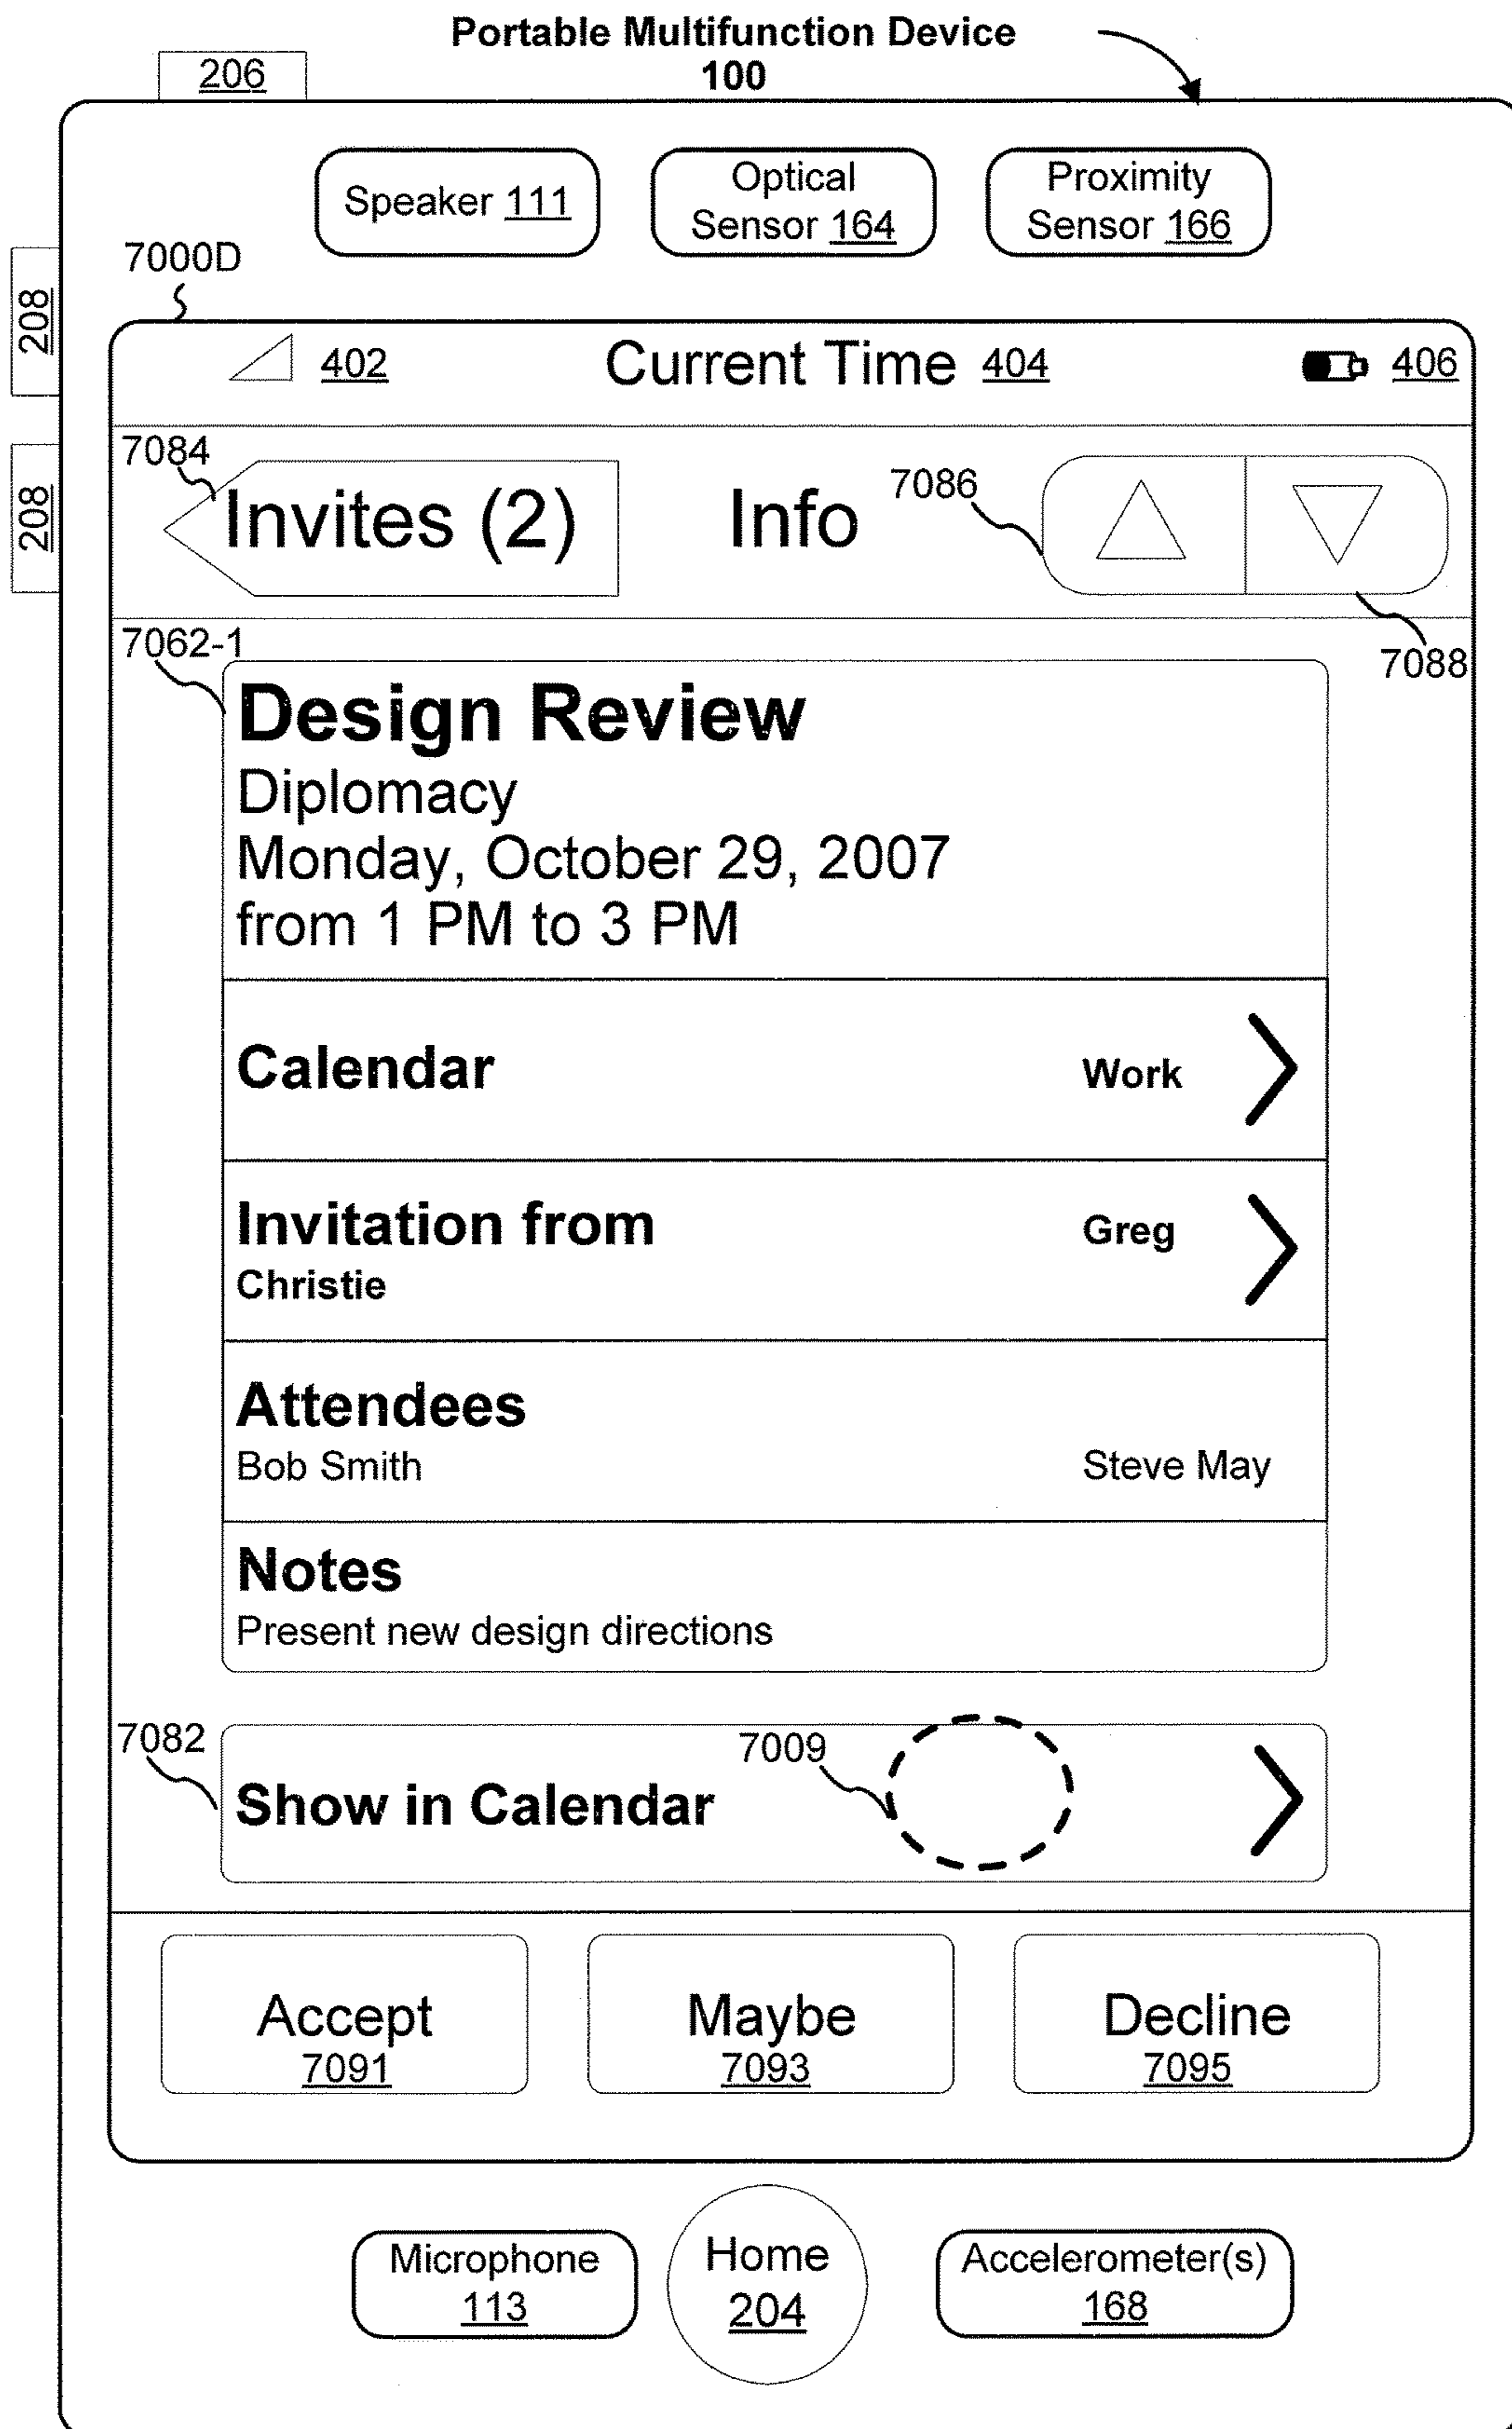 Portable Multifunction Device
100
206
Speaker 111
Optical
Sensor 164
Proximity
Sensor 166
208
208
7000D
402
Current Time 404
406
7084
Invites (2)
Info
7086
7088
7062-1
Design Review
Diplomacy
Monday, October 29, 2007
from 1 PM to 3 PM
Calendar
Work
Invitation from
Greg
Christie
Attendees
Bob Smith
Steve May
Notes
Present new design directions
7082
7009
Show in Calendar
Accept
7091
Maybe
7093
Decline
7095
Microphone
113
Home
204
Accelerometer(s)
168